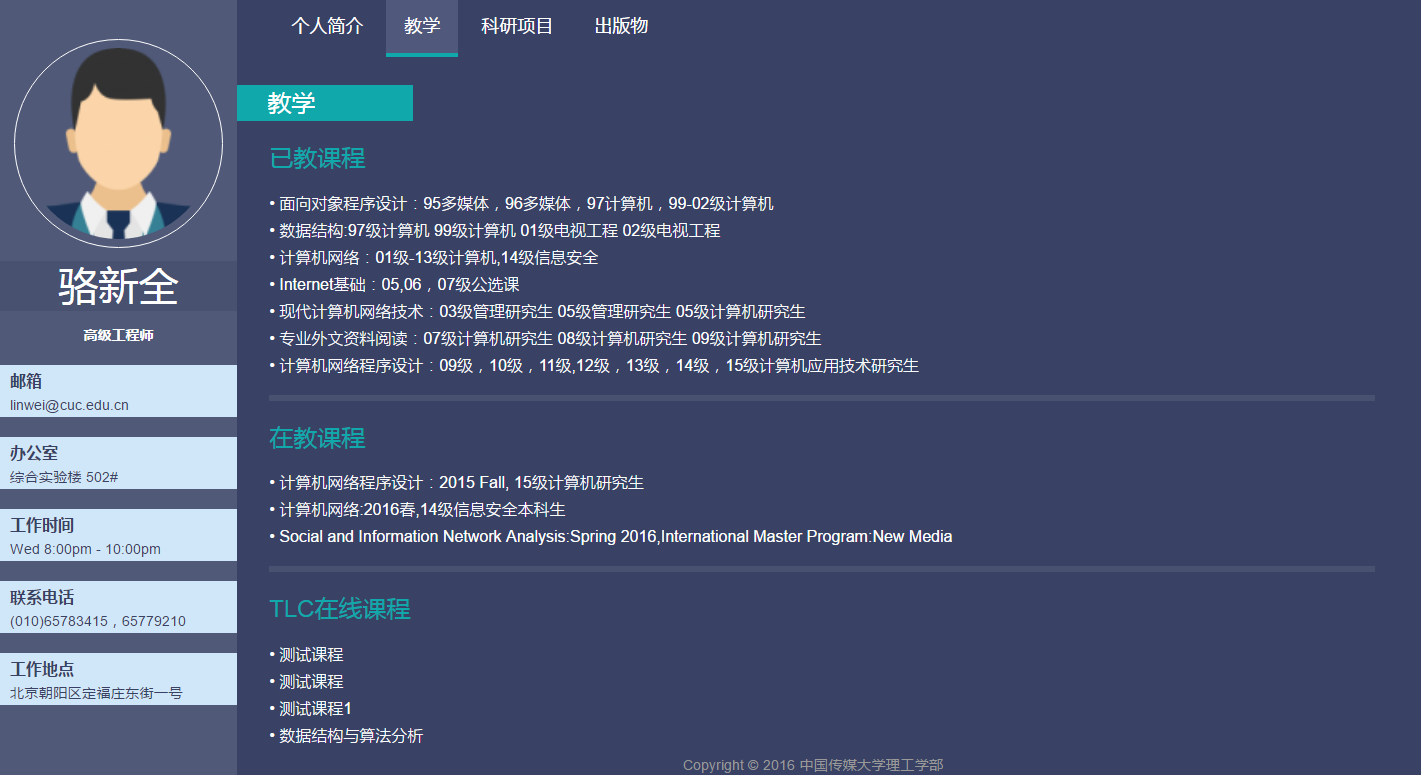 个人简介 教学 科研项目 出版物
骆新全
高级工程师
邮箱
linwei@cuc.edu.cn
办公室
综合实验楼 502#
工作时间
Wed 8:00pm - 10:00pm
联系电话
(010)65783415，65779210
工作地点
北京朝阳区定福庄东街一号
教学
已教课程
• 面向对象程序设计：95多媒体，96多媒体，97计算机，99-02级计算机
• 数据结构:97级计算机 99级计算机 01级电视工程 02级电视工程
• 计算机网络：01级-13级计算机,14级信息安全
• Internet基础：05,06，07级公选课
• 现代计算机网络技术：03级管理研究生 05级管理研究生 05级计算机研究生
• 专业外文资料阅读：07级计算机研究生 08级计算机研究生 09级计算机研究生
• 计算机网络程序设计：09级，10级，11级,12级，13级，14级，15级计算机应用技术研究生
在教课程
• 计算机网络程序设计：2015 Fall, 15级计算机研究生
• 计算机网络:2016春,14级信息安全本科生
• Social and Information Network Analysis:Spring 2016,International Master Program:New Media
TLC在线课程
• 测试课程
• 测试课程
• 测试课程1
• 数据结构与算法分析
Copyright © 2016 中国传媒大学理工学部